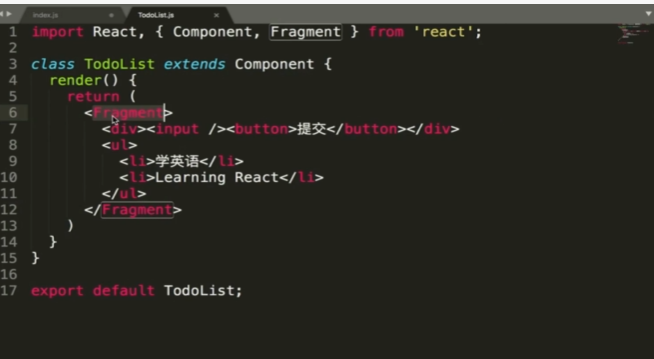 index.js TodoList.js
1 import React, { Component, Fragment } from 'react';
2
3 class TodoList extends Component {
4 render() {
5 return (
6 <Fragment>
7 <div><input /><button>提交</button></div>
8 <ul>
9 <li>学英语</li>
10 <li>Learning React</li>
11 </ul>
12 </Fragment>
13 )
14 }
15 }
16
17 export default TodoList;